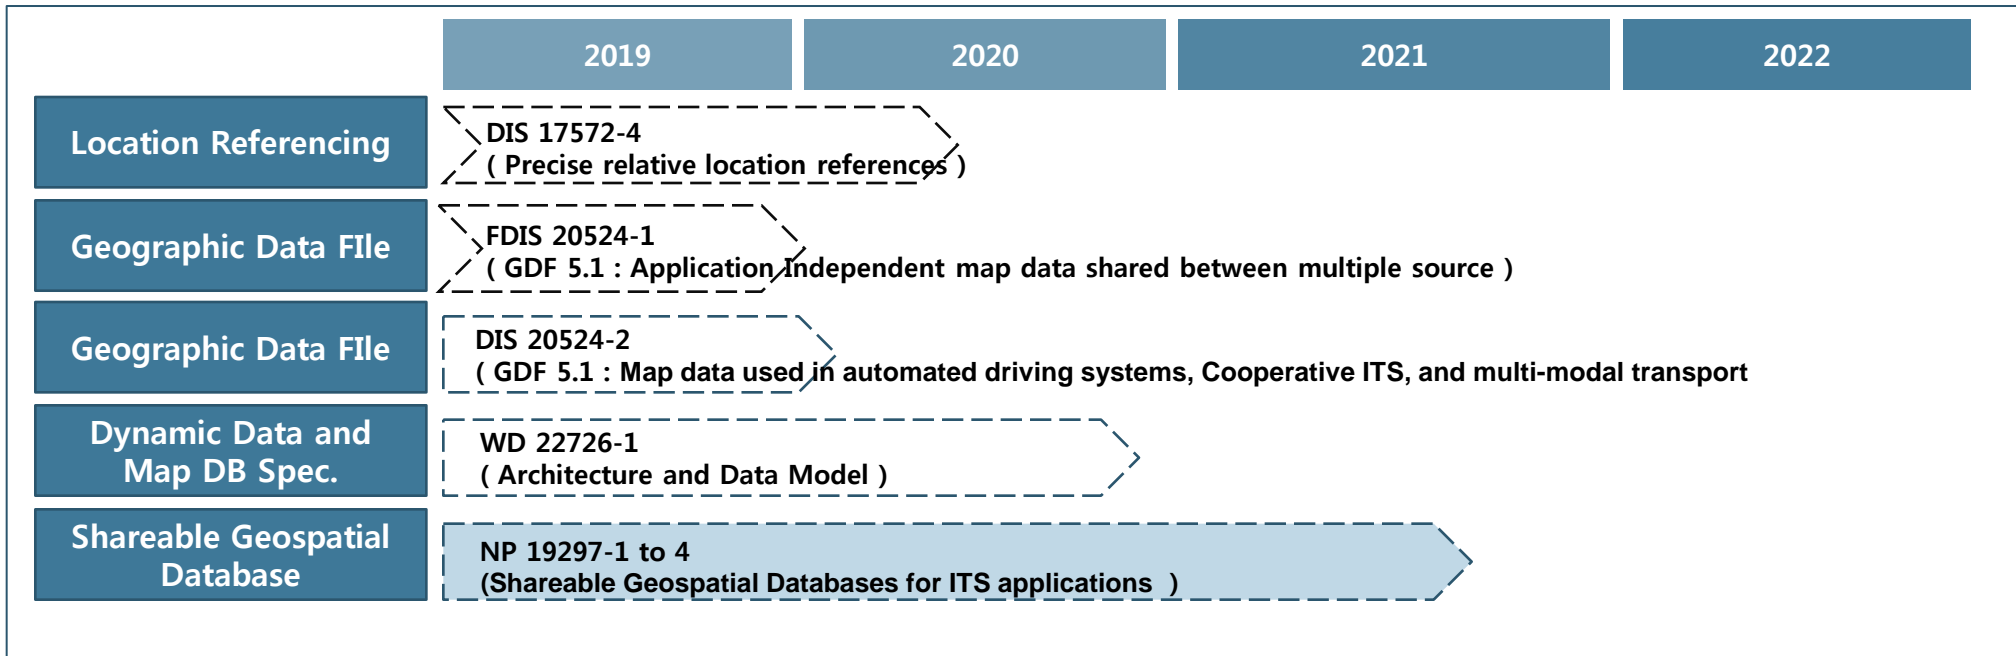 2019
2020
2021
2022
Location Referencing
DIS 17572-4
( Precise relative location references )
Geographic Data FIle
FDIS 20524-1
( GDF 5.1 : Application Independent map data shared between multiple source )
Geographic Data FIle
DIS 20524-2
( GDF 5.1 : Map data used in automated driving systems, Cooperative ITS, and multi-modal transport
Dynamic Data and
Map DB Spec.
WD 22726-1
( Architecture and Data Model )
Shareable Geospatial
Database
NP 19297-1 to 4
(Shareable Geospatial Databases for ITS applications )